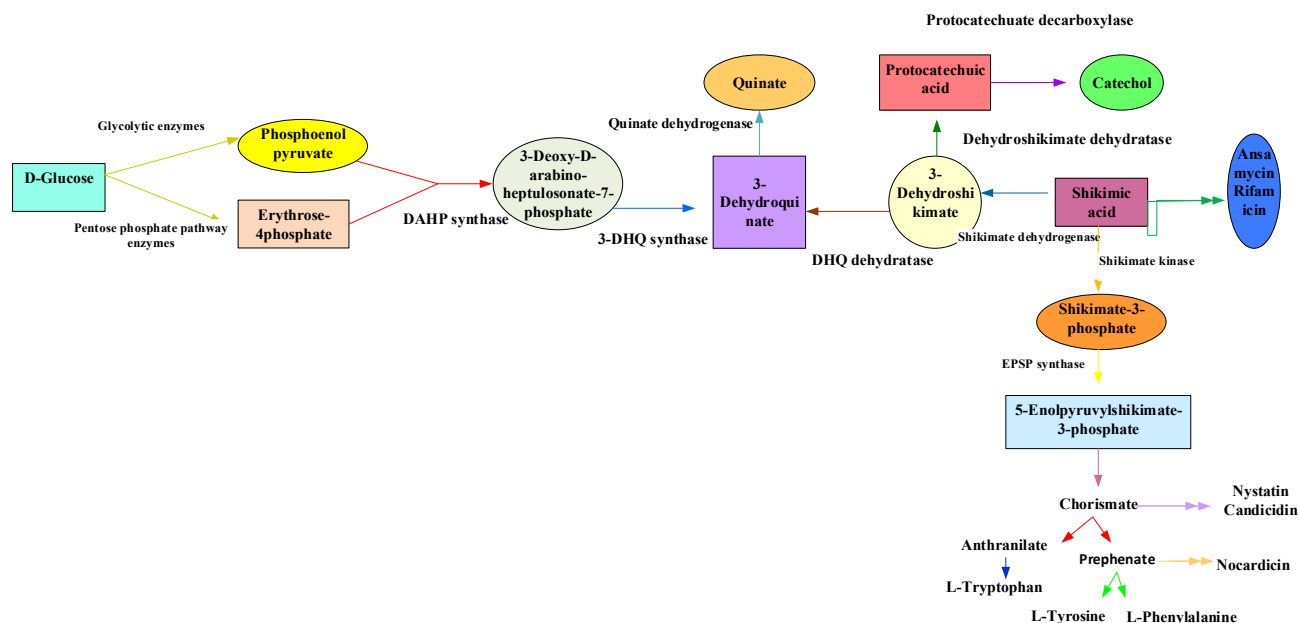 Protocatechuate decarboxylase
Quinate
Protocatechuic
acid
Catechol
Glycolytic enzymes
Phosphoenol
pyruvate
Quinate dehydrogenase
Dehydroshikimate dehydratase
D-Glucose
3-Deoxy-D-
arabino-
heptulosonate-7-
phosphate
3-
Dehydroqui
nate
3-
Dehydroshi
kimate
Shikimic
acid
Ansa
mycin
Rifam
icin
Pentose phosphate pathway
enzymes
Erythrose-
4phosphate
DAHP synthase
3-DHQ synthase
DHQ dehydratase
Shikimate dehydrogenase
Shikimate kinase
Shikimate-3-
phosphate
EPSP synthase
5-Enolpyruvylshikimate-
3-phosphate
Chorismate
Nystatin
Candicidin
Anthranilate
Prephenate
Nocardicin
L-Tryptophan
L-Tyrosine
L-Phenylalanine